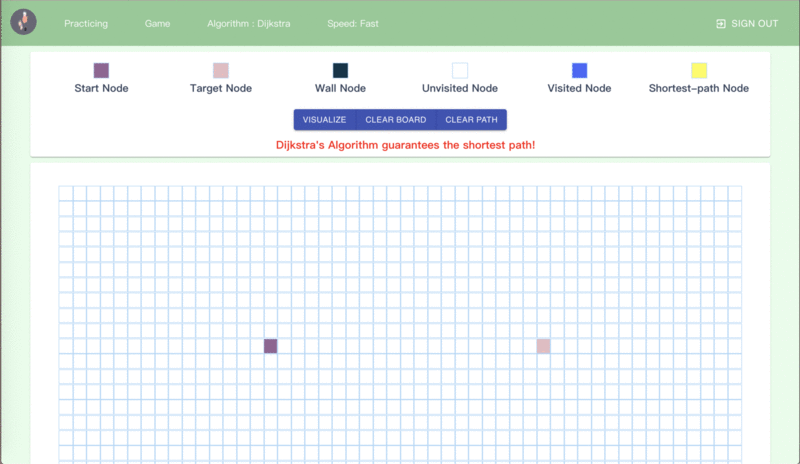 Practicing Game Algorithm : Dijkstra Speed: Fast SIGN OUT
Start Node Target Node Wall Node Unvisited Node Visited Node Shortest-path Node
VISUALIZE CLEAR BOARD CLEAR PATH
Dijkstra's Algorithm guarantees the shortest path!